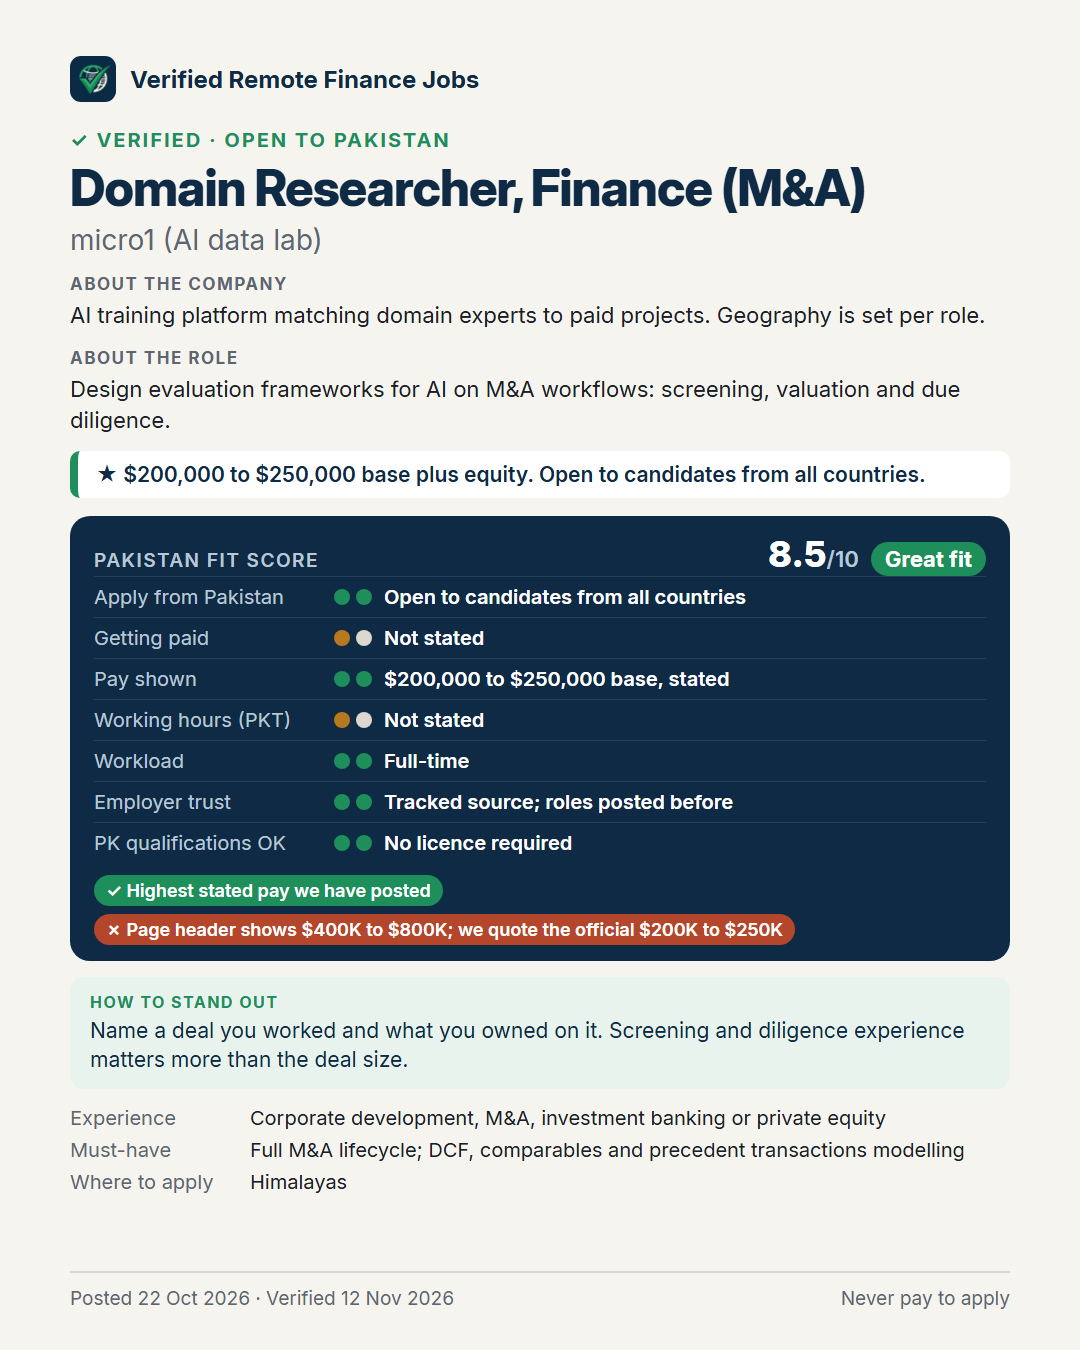 Verified Remote Finance Jobs
✓ VERIFIED · OPEN TO PAKISTAN
Domain Researcher, Finance (M&A)
micro1 (AI data lab)
ABOUT THE COMPANY
AI training platform matching domain experts to paid projects. Geography is set per role.
ABOUT THE ROLE
Design evaluation frameworks for AI on M&A workflows: screening, valuation and due
diligence.
★ $200,000 to $250,000 base plus equity. Open to candidates from all countries.
PAKISTAN FIT SCORE 8.5/10 Great fit
Apply from Pakistan Open to candidates from all countries
Getting paid Not stated
Pay shown $200,000 to $250,000 base, stated
Working hours (PKT) Not stated
Workload Full-time
Employer trust Tracked source; roles posted before
PK qualifications OK No licence required
✓ Highest stated pay we have posted
× Page header shows $400K to $800K; we quote the official $200K to $250K
HOW TO STAND OUT
Name a deal you worked and what you owned on it. Screening and diligence experience
matters more than the deal size.
Experience Corporate development, M&A, investment banking or private equity
Must-have Full M&A lifecycle; DCF, comparables and precedent transactions modelling
Where to apply Himalayas
Posted 22 Oct 2026 · Verified 12 Nov 2026 Never pay to apply